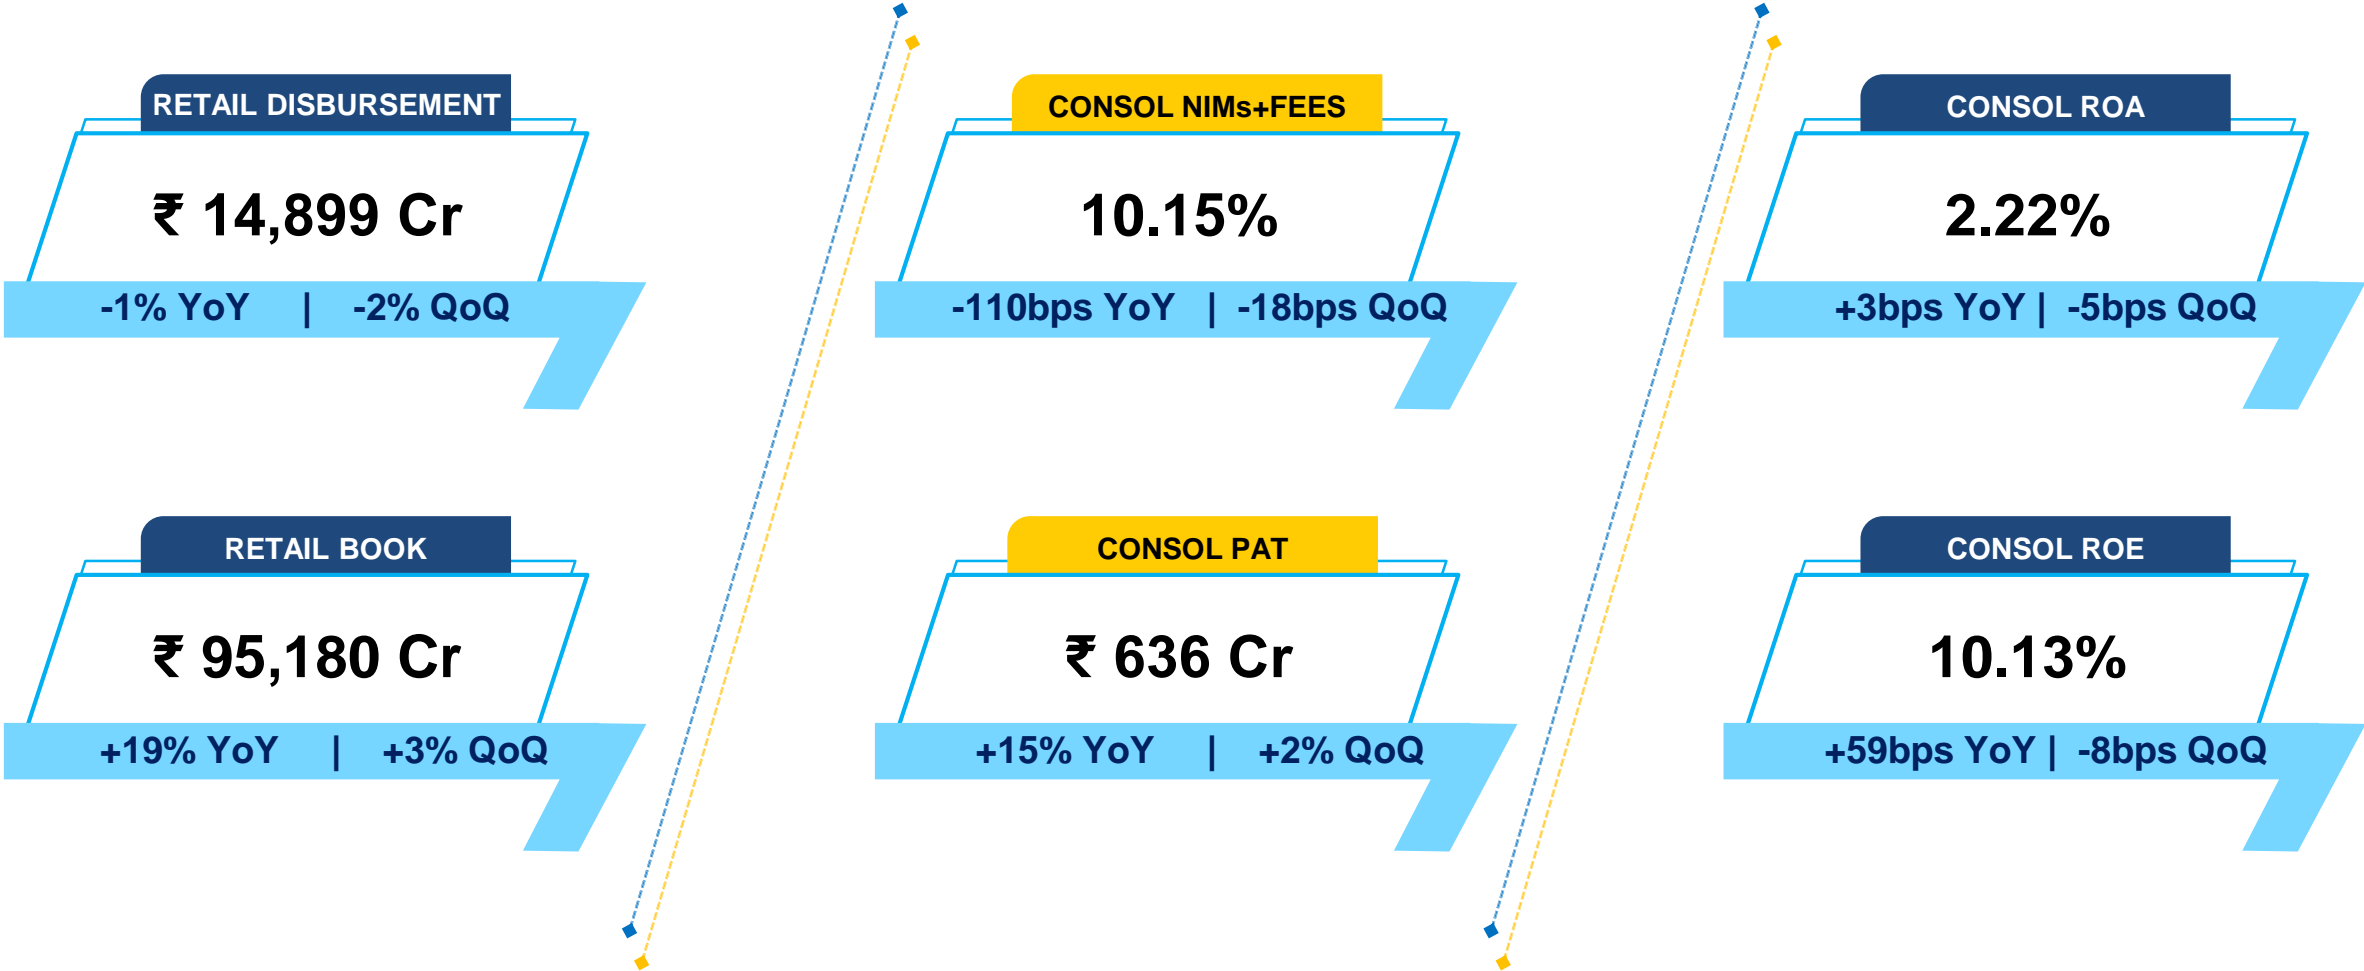 RETAIL DISBURSEMENT
₹ 14,899 Cr
-1% YoY | -2% QoQ
CONSOL NIMs+FEES
10.15%
-110bps YoY | -18bps QoQ
CONSOL ROA
2.22%
+3bps YoY | -5bps QoQ
RETAIL BOOK
₹ 95,180 Cr
+19% YoY | +3% QoQ
CONSOL PAT
₹ 636 Cr
+15% YoY | +2% QoQ
CONSOL ROE
10.13%
+59bps YoY | -8bps QoQ